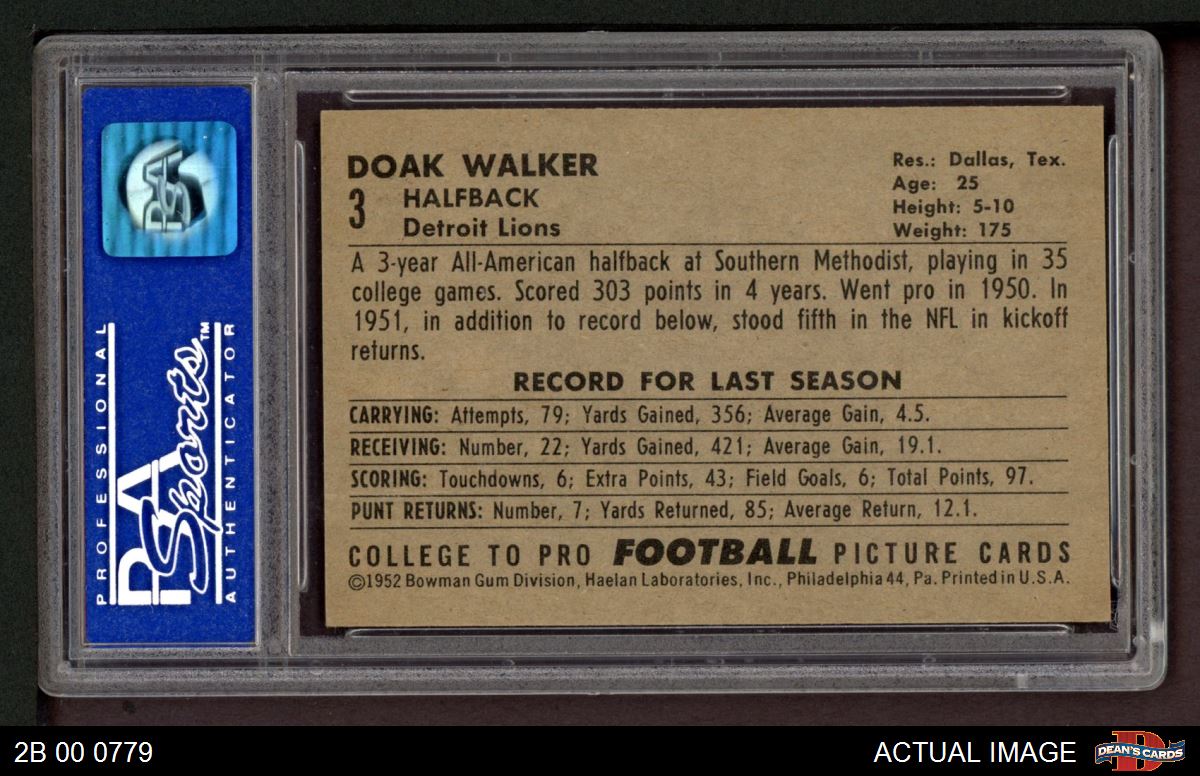 PSA
PROFESSIONAL
PSA Sports™
AUTHENTICATOR
DOAK WALKER
3
HALFBACK
Detroit Lions
Res.: Dallas, Tex.
Age: 25
Height: 5-10
Weight: 175
A 3-year All-American halfback at Southern Methodist, playing in 35
college games. Scored 303 points in 4 years. Went pro in 1950. In
1951, in addition to record below, stood fifth in the NFL in kickoff
returns.
RECORD FOR LAST SEASON
CARRYING: Attempts, 79; Yards Gained, 356; Average Gain, 4.5.
RECEIVING: Number, 22; Yards Gained, 421; Average Gain, 19.1.
SCORING: Touchdowns, 6; Extra Points, 43; Field Goals, 6; Total Points, 97.
PUNT RETURNS: Number, 7; Yards Returned, 85; Average Return, 12.1.
COLLEGE TO PRO FOOTBALL PICTURE CARDS
©1952 Bowman Gum Division, Haelan Laboratories, Inc., Philadelphia 44, Pa. Printed in U.S.A.
2B 00 0779
ACTUAL IMAGE
DEAN'S CARDS